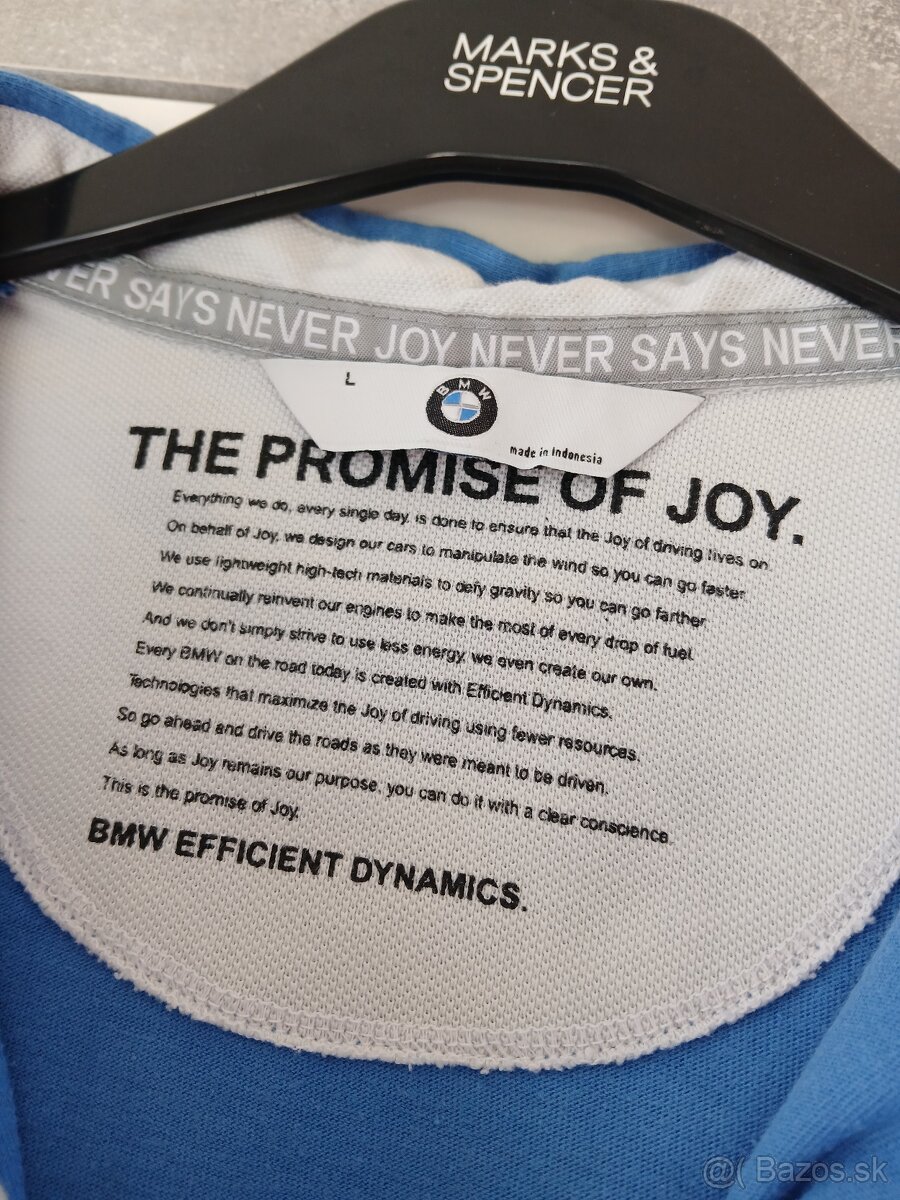 MARKS &
SPENCER
VER SAYS NEVER JOY NEVER SAYS NEVER
L
BMW
made in Indonesia
THE PROMISE OF JOY.
Everything we do, every single day, is done to ensure that the Joy of driving lives on.
On behalf of Joy, we design our cars to manipulate the wind so you can go faster.
We use lightweight high-tech materials to defy gravity so you can go farther.
We continually reinvent our engines to make the most of every drop of fuel.
And we don't simply strive to use less energy, we even create our own.
Every BMW on the road today is created with Efficient Dynamics.
Technologies that maximize the Joy of driving using fewer resources.
So go ahead and drive the roads as they were meant to be driven.
As long as Joy remains our purpose, you can do it with a clear conscience.
This is the promise of Joy.
BMW EFFICIENT DYNAMICS.
@( Bazos.sk